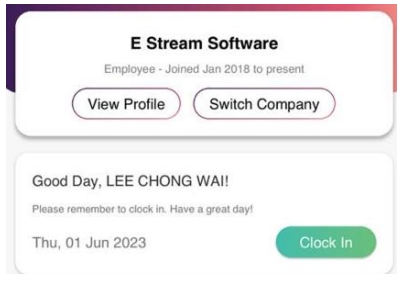 E Stream Software
Employee - Joined Jan 2018 to present
View Profile Switch Company
Good Day, LEE CHONG WAI!
Please remember to clock in. Have a great day!
Thu, 01 Jun 2023 Clock In